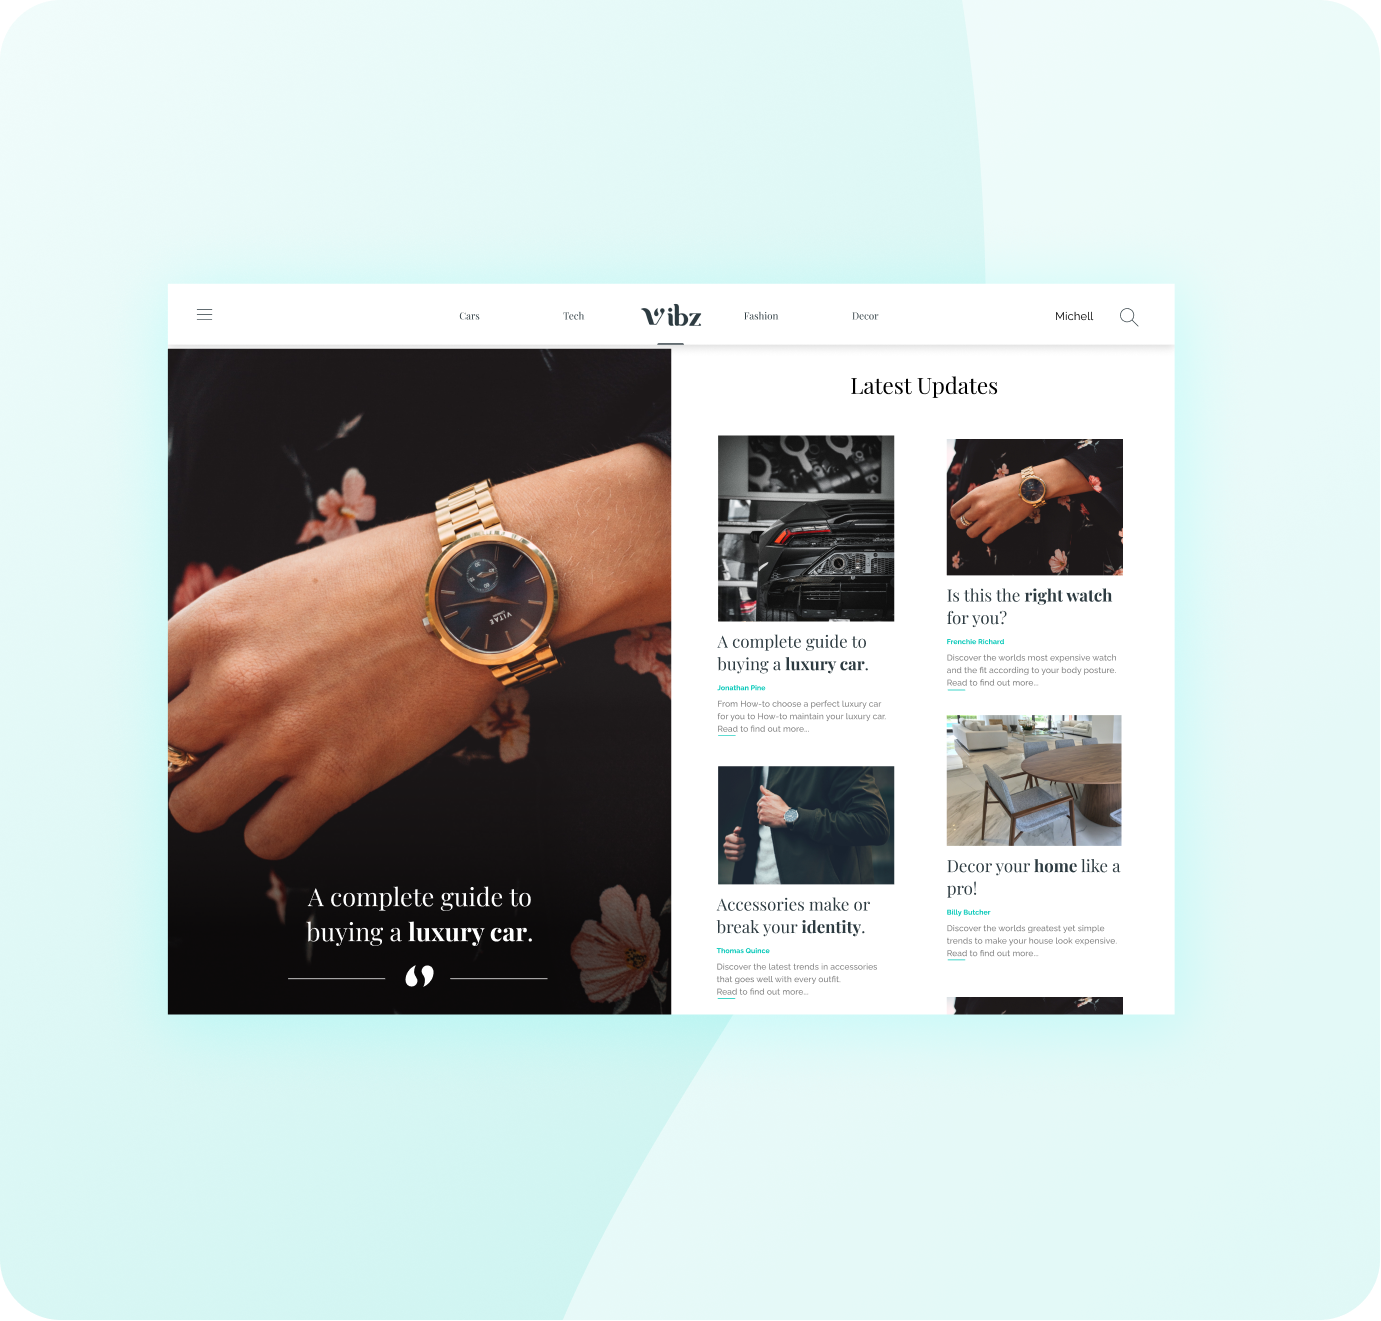 Cars
Tech
Vibz
Fashion
Decor
Michell
VITAE
A complete guide to
buying a luxury car.
Latest Updates
A complete guide to
buying a luxury car.
Jonathan Pine
From How-to choose a perfect luxury car
for you to How-to maintain your luxury car.
Read to find out more...
Accessories make or
break your identity.
Thomas Quince
Discover the latest trends in accessories
that goes well with every outfit.
Read to find out more...
Is this the right watch
for you?
Frenchie Richard
Discover the worlds most expensive watch
and the fit according to your body posture.
Read to find out more...
Decor your home like a
pro!
Billy Butcher
Discover the worlds greatest yet simple
trends to make your house look expensive.
Read to find out more...